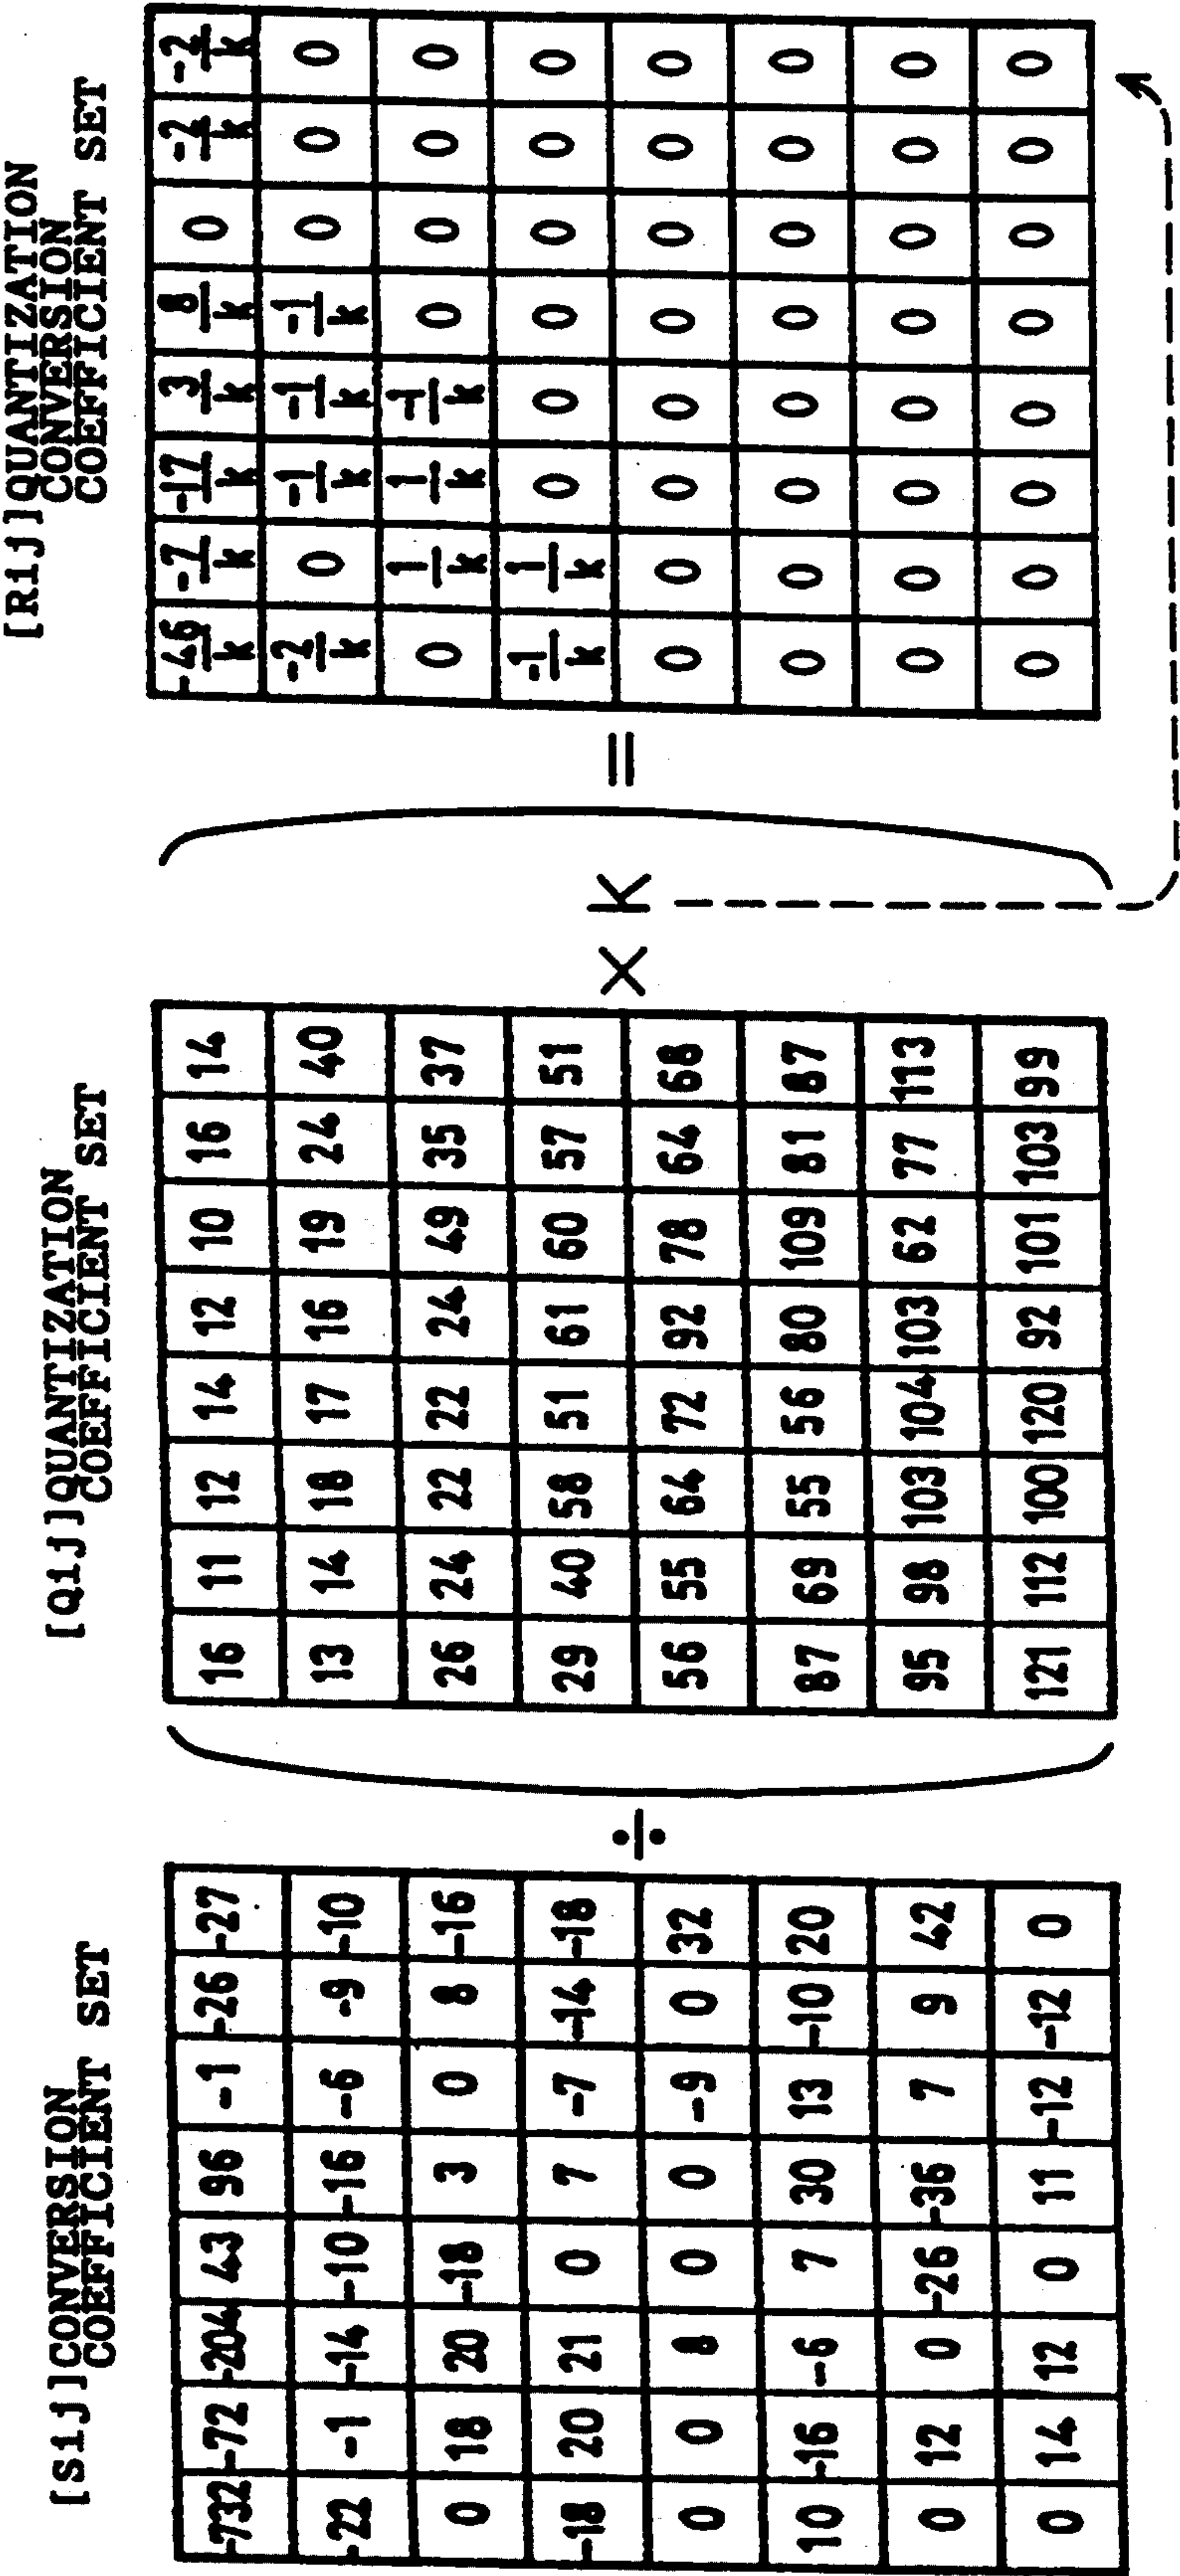 [Sij]CONVERSION
COEFFICIENT SET
-732 -72 -204 43 96 -1 -26 -27
-22 -1 -14 -10 -16 -6 -9 -10
0 18 20 -18 3 0 8 -16
-18 20 21 0 7 -7 -14 -18
0 0 8 0 0 -9 0 32
10 -16 -6 7 30 13 -10 20
0 12 0 -26 -36 7 9 42
0 14 12 0 11 -12 -12 0
÷
(
[Qij]QUANTIZATION
COEFFICIENT SET
16 11 12 14 12 10 16 14
13 14 18 17 16 19 24 40
26 24 22 22 24 49 35 37
29 40 58 51 61 60 57 51
56 55 64 72 92 78 64 68
87 69 55 56 80 109 81 87
95 98 103 104 103 62 77 113
121 112 100 120 92 101 103 99
× K
)
=
[Rij]QUANTIZATION
CONVERSION
COEFFICIENT SET
-46/k -7/k -17/k 3/k 8/k 0 -2/k -2/k
-2/k 0 -1/k -1/k -1/k 0 0 0
0 1/k 1/k -1/k 0 0 0 0
-1/k 1/k 0 0 0 0 0 0
0 0 0 0 0 0 0 0
0 0 0 0 0 0 0 0
0 0 0 0 0 0 0 0
0 0 0 0 0 0 0 0